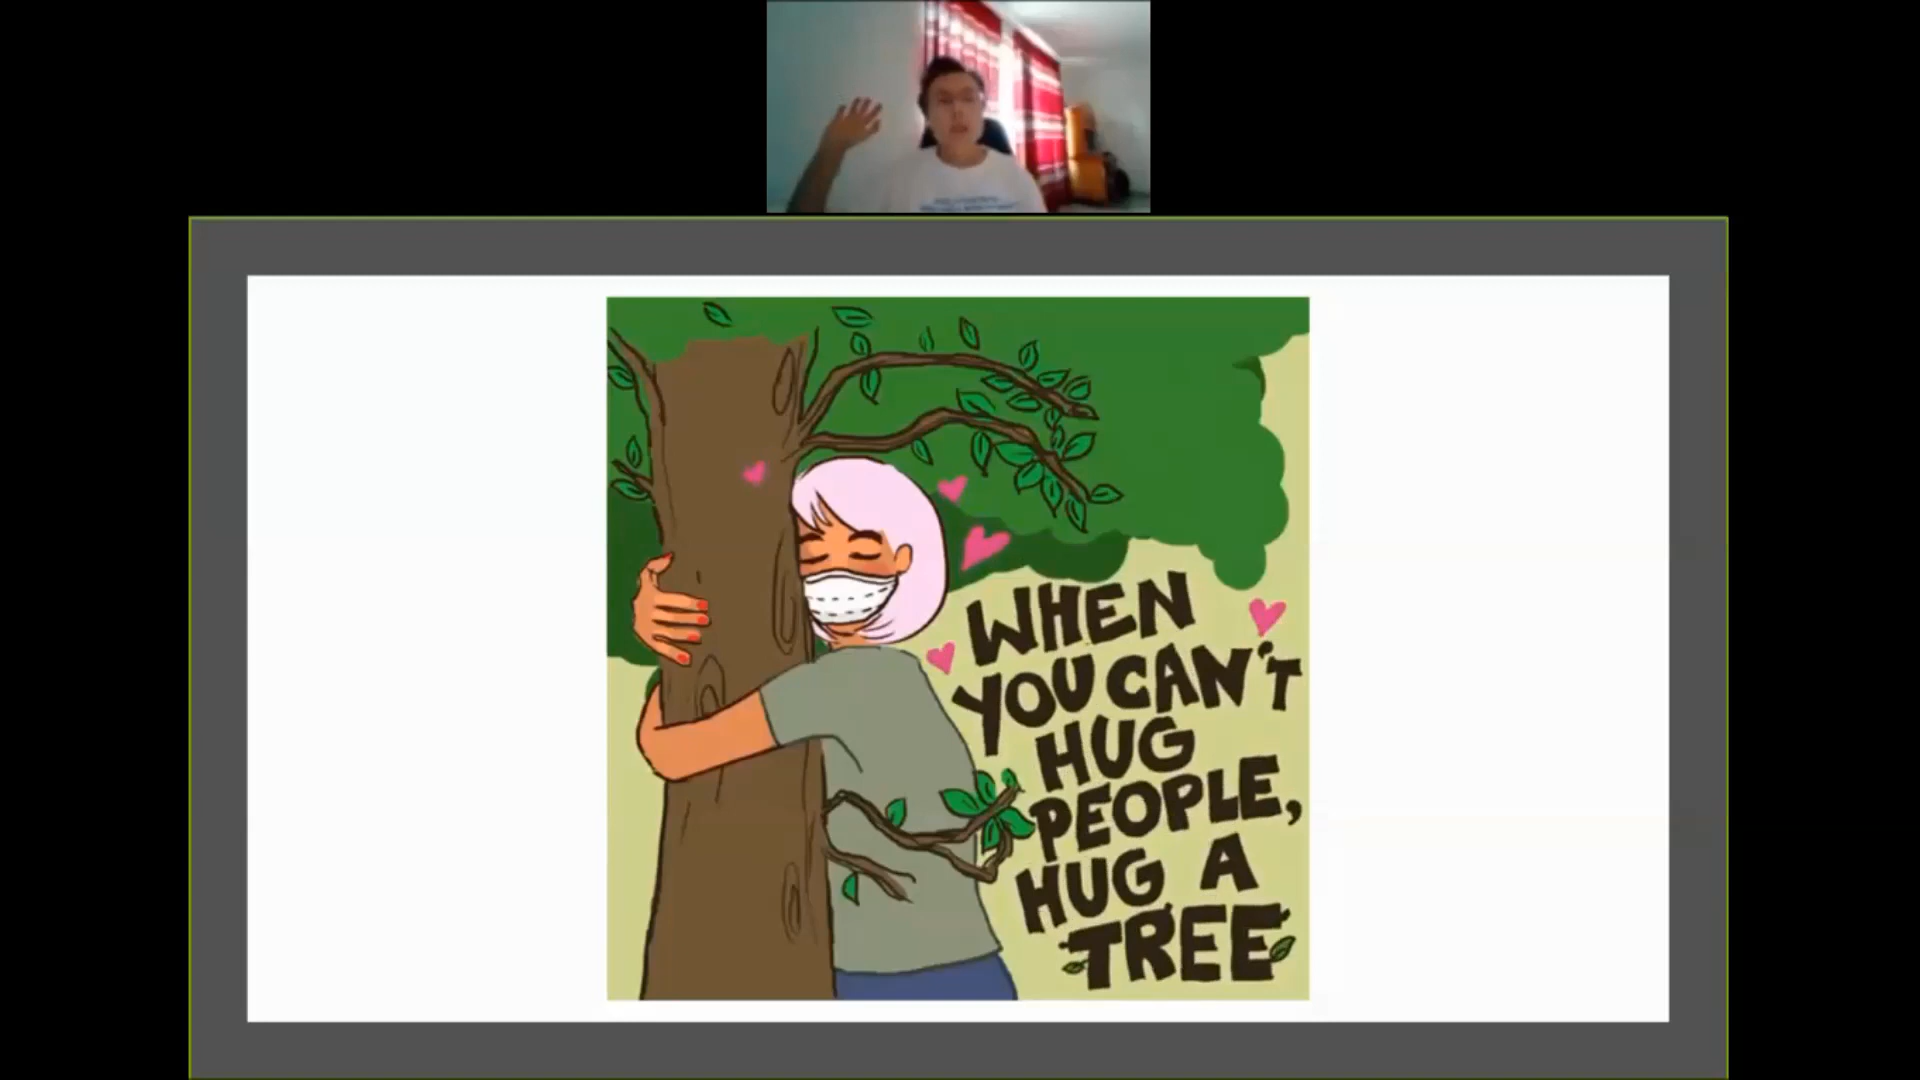 WHEN
YOU CAN'T
HUG
PEOPLE,
HUG A
TREE